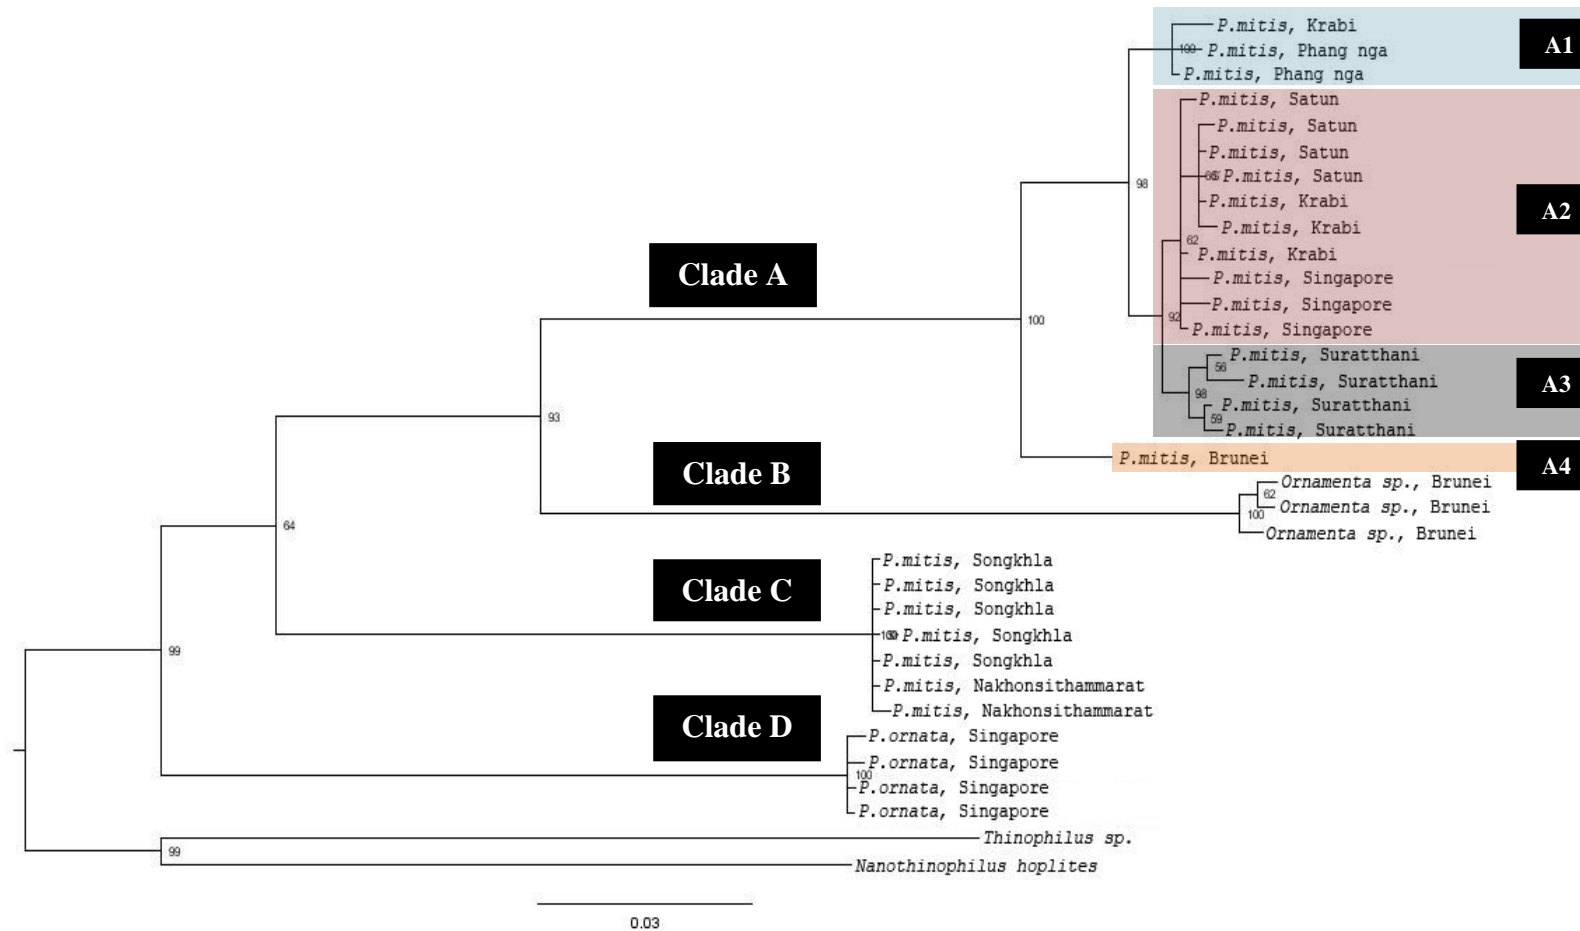 P.mitis, Krabi
100 P.mitis, Phang nga
P.mitis, Phang nga
A1
P.mitis, Satun
P.mitis, Satun
P.mitis, Satun
P.mitis, Satun
98
P.mitis, Krabi
A2
P.mitis, Krabi
62
P.mitis, Krabi
P.mitis, Singapore
Clade A
P.mitis, Singapore
100
92
P.mitis, Singapore
P.mitis, Suratthani
56
P.mitis, Suratthani
A3
98
P.mitis, Suratthani
59
93
P.mitis, Suratthani
P.mitis, Brunei
A4
Clade B
Ornamenta sp., Brunei
62
Ornamenta sp., Brunei
100
64
Ornamenta sp., Brunei
P.mitis, Songkhla
P.mitis, Songkhla
Clade C
P.mitis, Songkhla
P.mitis, Songkhla
99
P.mitis, Songkhla
P.mitis, Nakhonsithammarat
P.mitis, Nakhonsithammarat
Clade D
P.ornata, Singapore
P.ornata, Singapore
100
P.ornata, Singapore
P.ornata, Singapore
Thinophilus sp.
99
Nanothinophilus hoplites
0.03